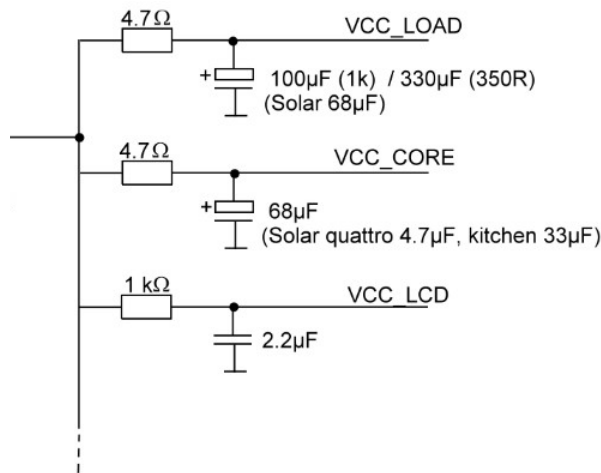 4.7Ω
VCC_LOAD
+
100µF (1k) / 330µF (350R)
(Solar 68µF)
4.7Ω
VCC_CORE
+
68µF
(Solar quattro 4.7µF, kitchen 33µF)
1 kΩ
VCC_LCD
2.2µF